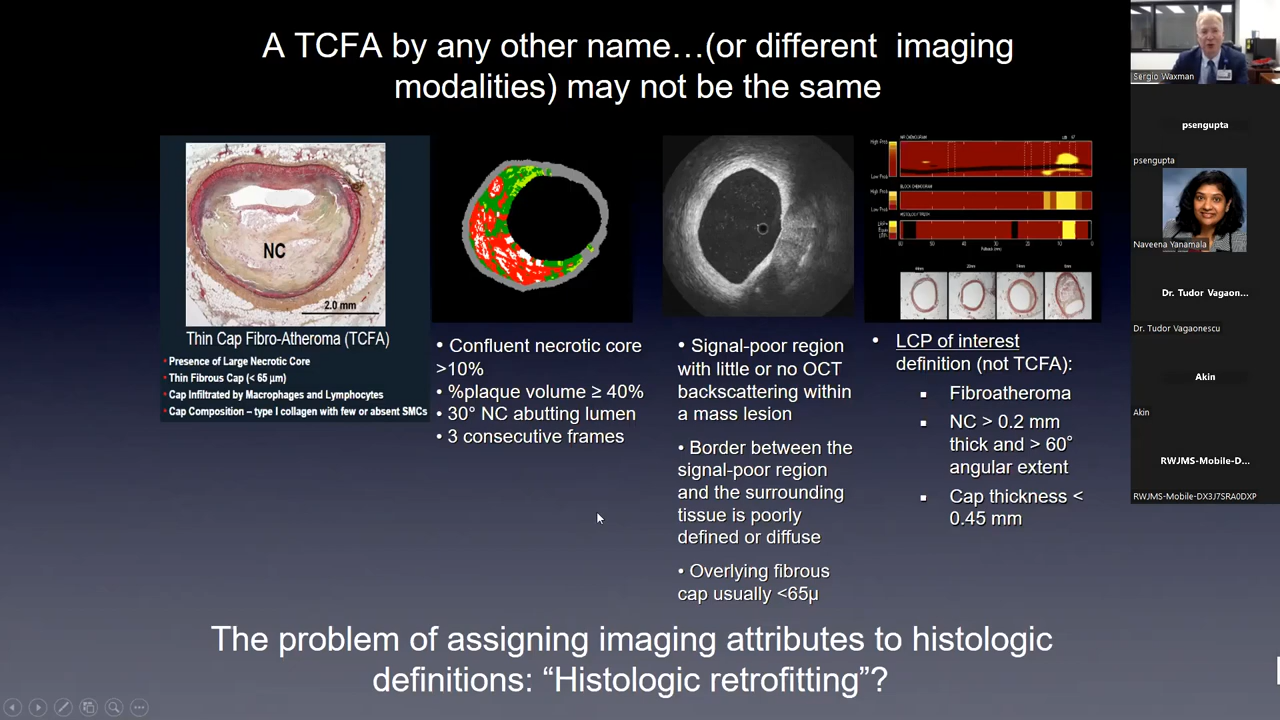 A TCFA by any other name…(or different imaging
modalities) may not be the same
NC
2.0 mm
Thin Cap Fibro-Atheroma (TCFA)
Presence of Large Necrotic Core
Thin Fibrous Cap (< 65 µm)
Cap Infiltrated by Macrophages and Lymphocytes
Cap Composition – type I collagen with few or absent SMCs
• Confluent necrotic core
>10%
• %plaque volume ≥ 40%
• 30° NC abutting lumen
• 3 consecutive frames
• Signal-poor region
with little or no OCT
backscattering within
a mass lesion
• Border between the
signal-poor region
and the surrounding
tissue is poorly
defined or diffuse
• Overlying fibrous
cap usually <65µ
BLOCK CHEMOGRAM
• LCP of interest
definition (not TCFA):
Fibroatheroma
NC > 0.2 mm
thick and > 60°
angular extent
Cap thickness <
0.45 mm
The problem of assigning imaging attributes to histologic
definitions: “Histologic retrofitting”?
Sergio Waxman
psengupta
psengupta
Naveena Yanamala
Dr. Tudor Vagaon...
Dr. Tudor Vagaonescu
Akin
Akin
RWJMS-Mobile-D...
RWJMS-Mobile-DX3J7SRA0DXP